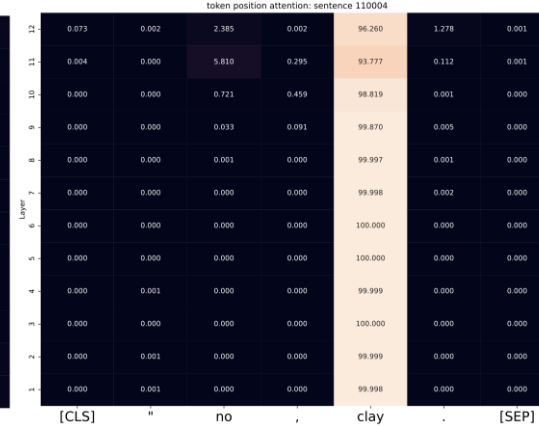 token position attention: sentence 110004
12 0.073 0.002 2.385 0.002 96.260 1.278 0.001
11 0.004 0.000 5.810 0.295 93.777 0.112 0.001
10 0.000 0.000 0.721 0.459 98.819 0.001 0.000
9 0.000 0.000 0.033 0.091 99.870 0.005 0.000
8 0.000 0.000 0.001 0.000 99.997 0.001 0.000
7 0.000 0.000 0.000 0.000 99.998 0.002 0.000
6 0.000 0.000 0.000 0.000 100.000 0.000 0.000
5 0.000 0.000 0.000 0.000 100.000 0.000 0.000
4 0.000 0.001 0.000 0.000 99.999 0.000 0.000
3 0.000 0.000 0.000 0.000 100.000 0.000 0.000
2 0.000 0.001 0.000 0.000 99.999 0.000 0.000
1 0.000 0.001 0.000 0.000 99.998 0.000 0.000
Layer
[CLS] " no , clay . [SEP]